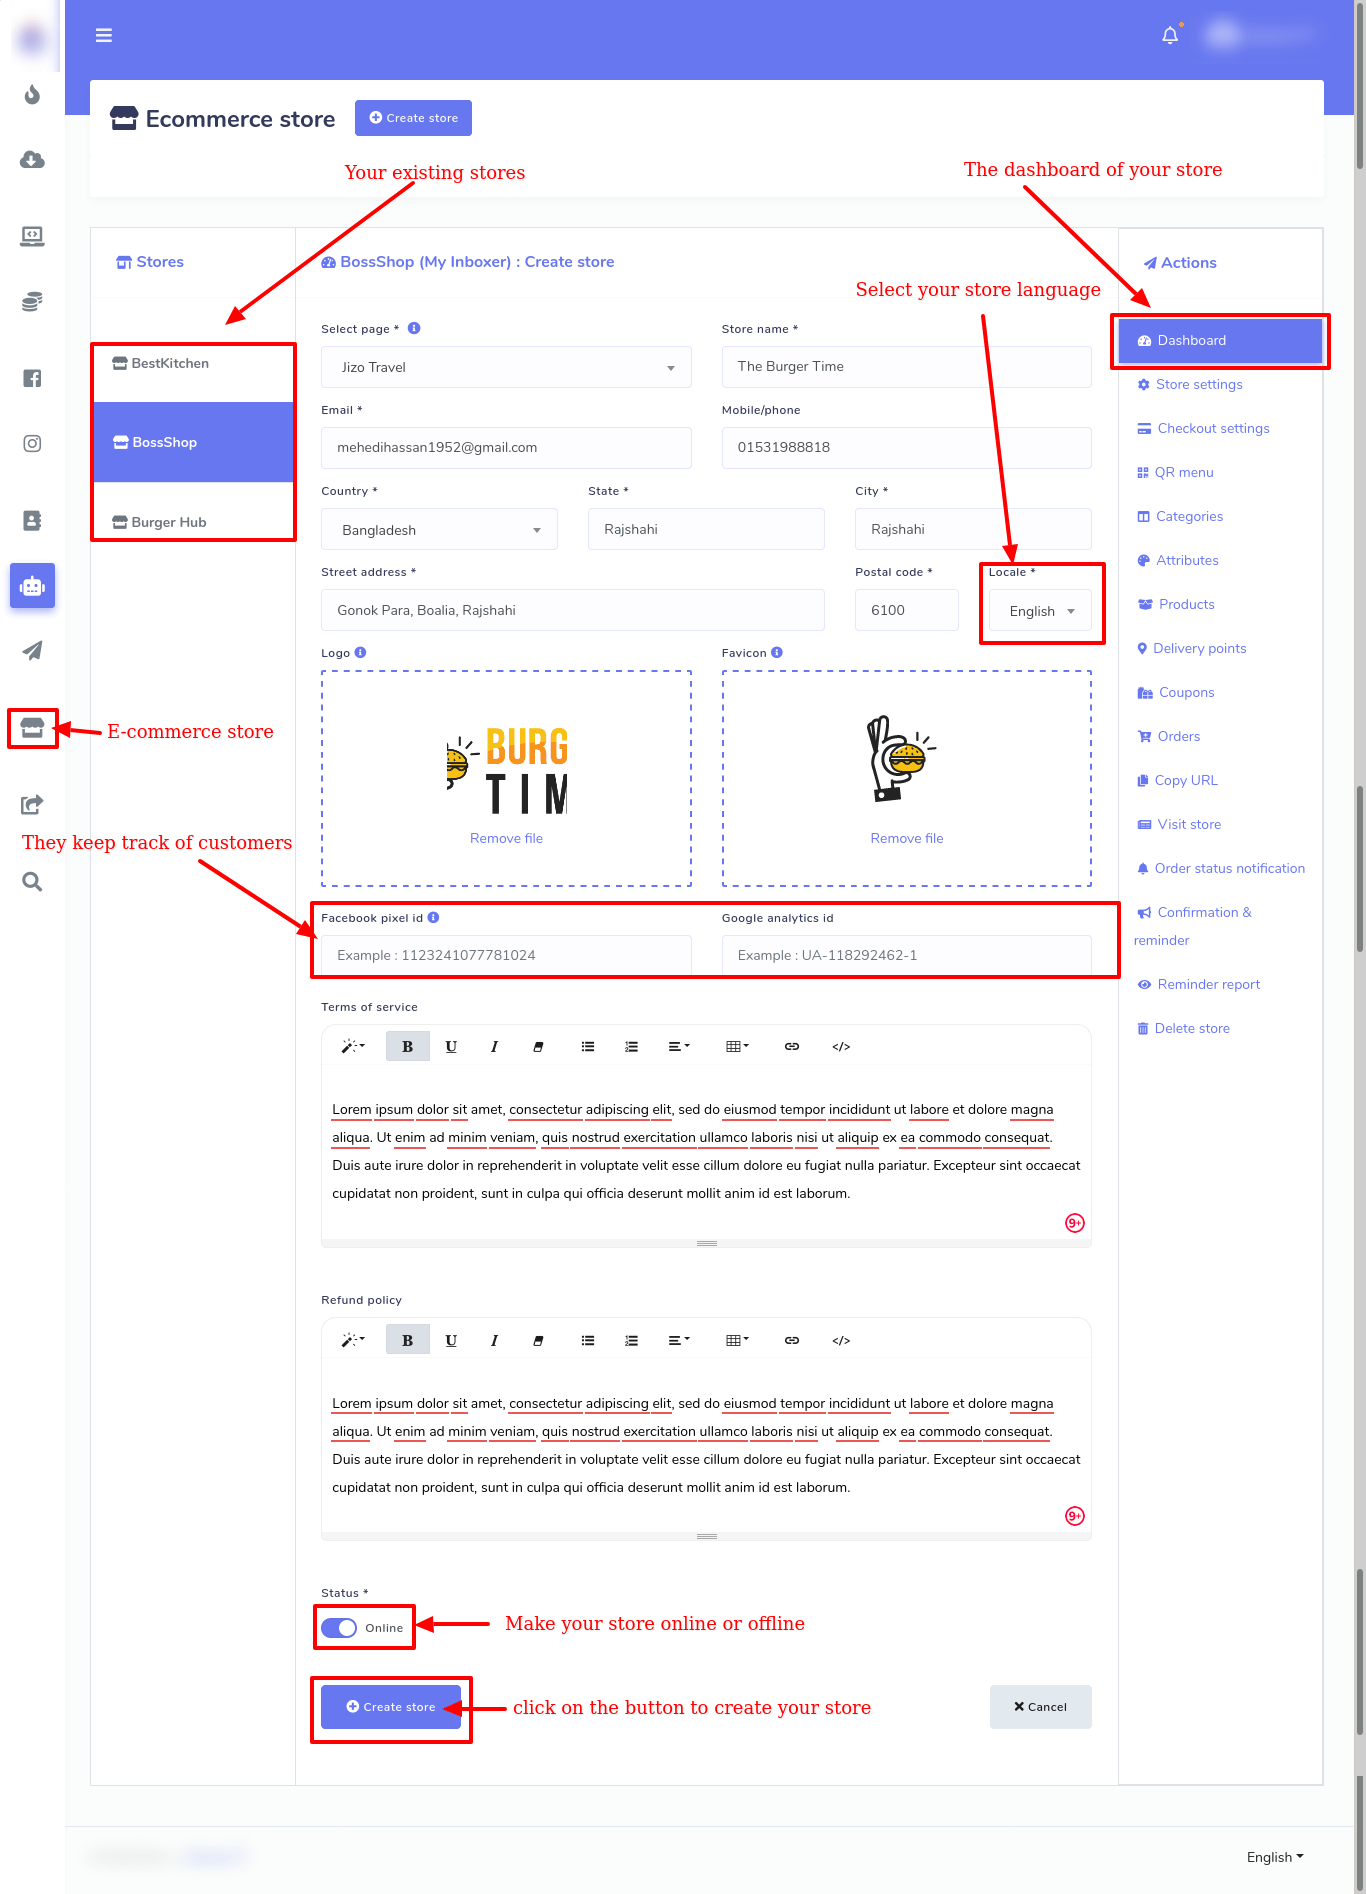 Ecommerce store
Create store
Your existing stores
The dashboard of your store
Stores
BossShop (My Inboxer) : Create store
Actions
Select your store language
BestKitchen
BossShop
Burger Hub
Select page *
Store name *
Jizo Travel
The Burger Time
Email *
Mobile/phone
mehedihassan1952@gmail.com
01531988818
Country *
State *
City *
Bangladesh
Rajshahi
Rajshahi
Street address *
Postal code *
Locale *
Gonok Para, Boalia, Rajshahi
6100
English
Logo
Favicon
BURG
TIM
Remove file
Remove file
E-commerce store
They keep track of customers
Facebook pixel id
Google analytics id
Example : 1123241077781024
Example : UA-118292462-1
Terms of service
B U I </>
Lorem ipsum dolor sit amet, consectetur adipiscing elit, sed do eiusmod tempor incididunt ut labore et dolore magna
aliqua. Ut enim ad minim veniam, quis nostrud exercitation ullamco laboris nisi ut aliquip ex ea commodo consequat.
Duis aute irure dolor in reprehenderit in voluptate velit esse cillum dolore eu fugiat nulla pariatur. Excepteur sint occaecat
cupidatat non proident, sunt in culpa qui officia deserunt mollit anim id est laborum.
9+
Refund policy
B U I </>
Lorem ipsum dolor sit amet, consectetur adipiscing elit, sed do eiusmod tempor incididunt ut labore et dolore magna
aliqua. Ut enim ad minim veniam, quis nostrud exercitation ullamco laboris nisi ut aliquip ex ea commodo consequat.
Duis aute irure dolor in reprehenderit in voluptate velit esse cillum dolore eu fugiat nulla pariatur. Excepteur sint occaecat
cupidatat non proident, sunt in culpa qui officia deserunt mollit anim id est laborum.
9+
Status *
Online
Make your store online or offline
Create store
click on the button to create your store
Cancel
Dashboard
Store settings
Checkout settings
QR menu
Categories
Attributes
Products
Delivery points
Coupons
Orders
Copy URL
Visit store
Order status notification
Confirmation &
reminder
Reminder report
Delete store
English